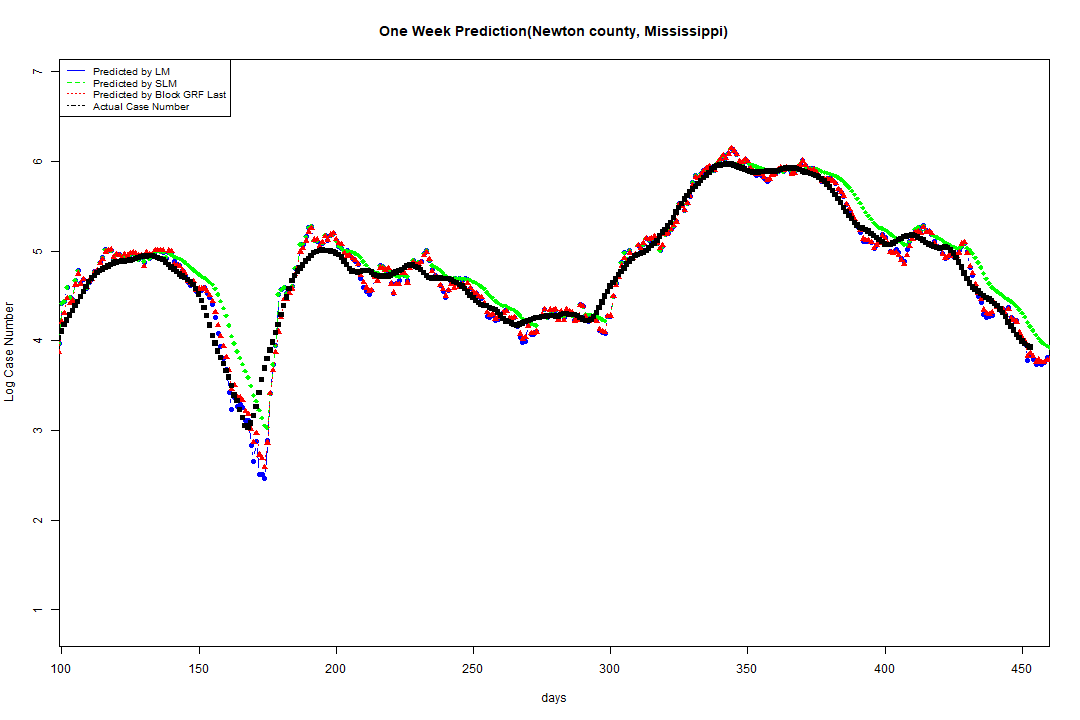 One Week Prediction(Newton county, Mississippi)
Predicted by LM
Predicted by SLM
Predicted by Block GRF Last
Actual Case Number
7
6
5
4
3
2
1
Log Case Number
100 150 200 250 300 350 400 450
days